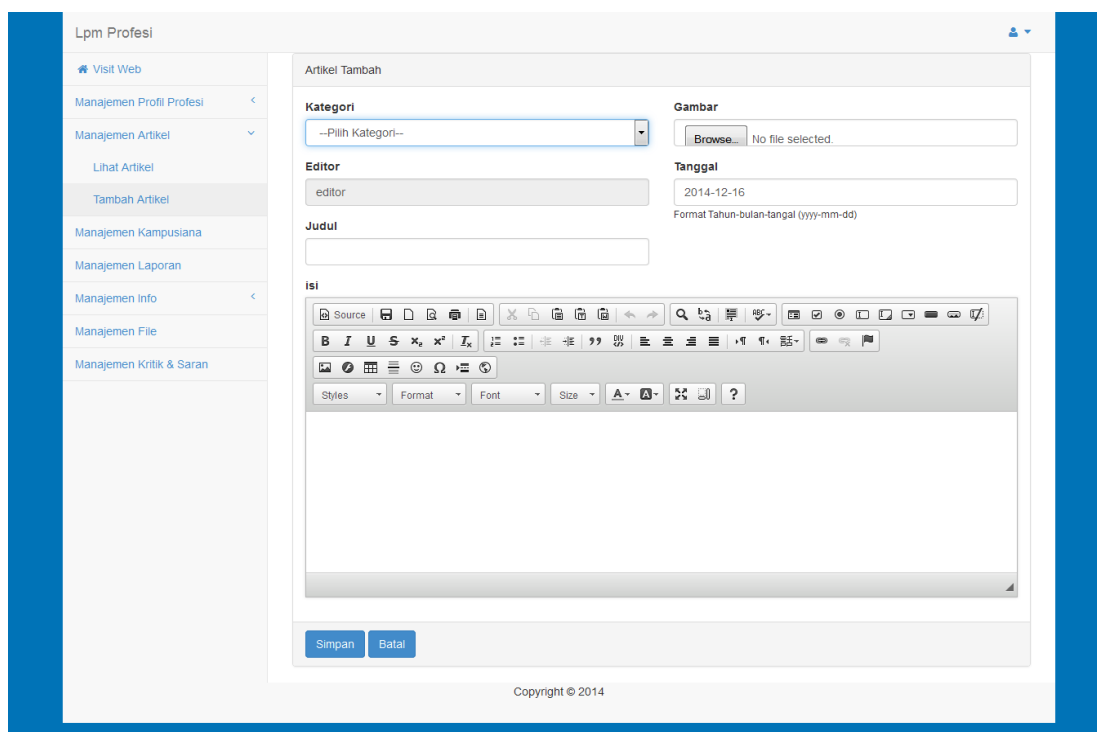 Lpm Profesi
Visit Web
Manajemen Profil Profesi
Manajemen Artikel
Lihat Artikel
Tambah Artikel
Manajemen Kampusiana
Manajemen Laporan
Manajemen Info
Manajemen File
Manajemen Kritik & Saran
Artikel Tambah
Kategori
--Pilih Kategori--
Gambar
Browse... No file selected.
Editor
editor
Tanggal
2014-12-16
Format Tahun-bulan-tangal (yyyy-mm-dd)
Judul
isi
Source
B I U S x₂ x² Tx
Styles Format Font Size A A ?
Simpan Batal
Copyright © 2014